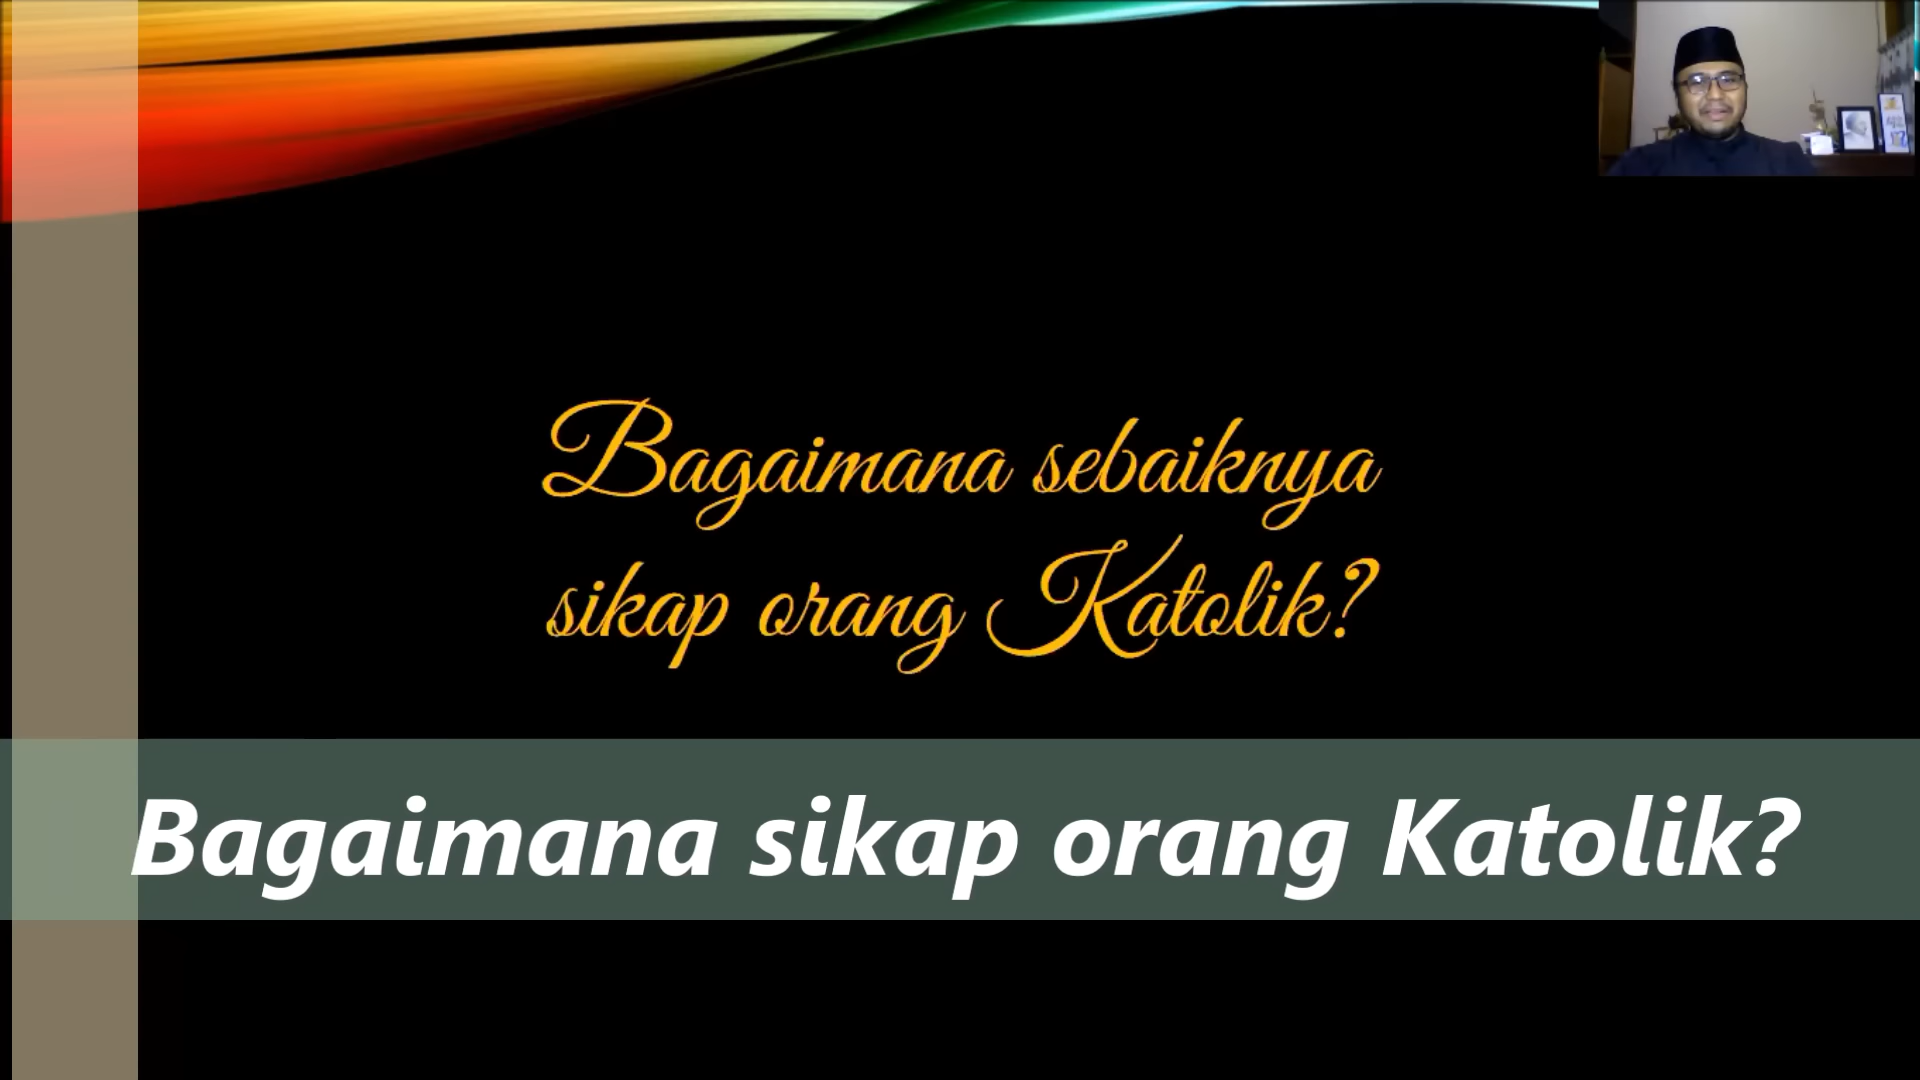 Bagaimana sebaiknya
sikap orang Katolik?
Bagaimana sikap orang Katolik?